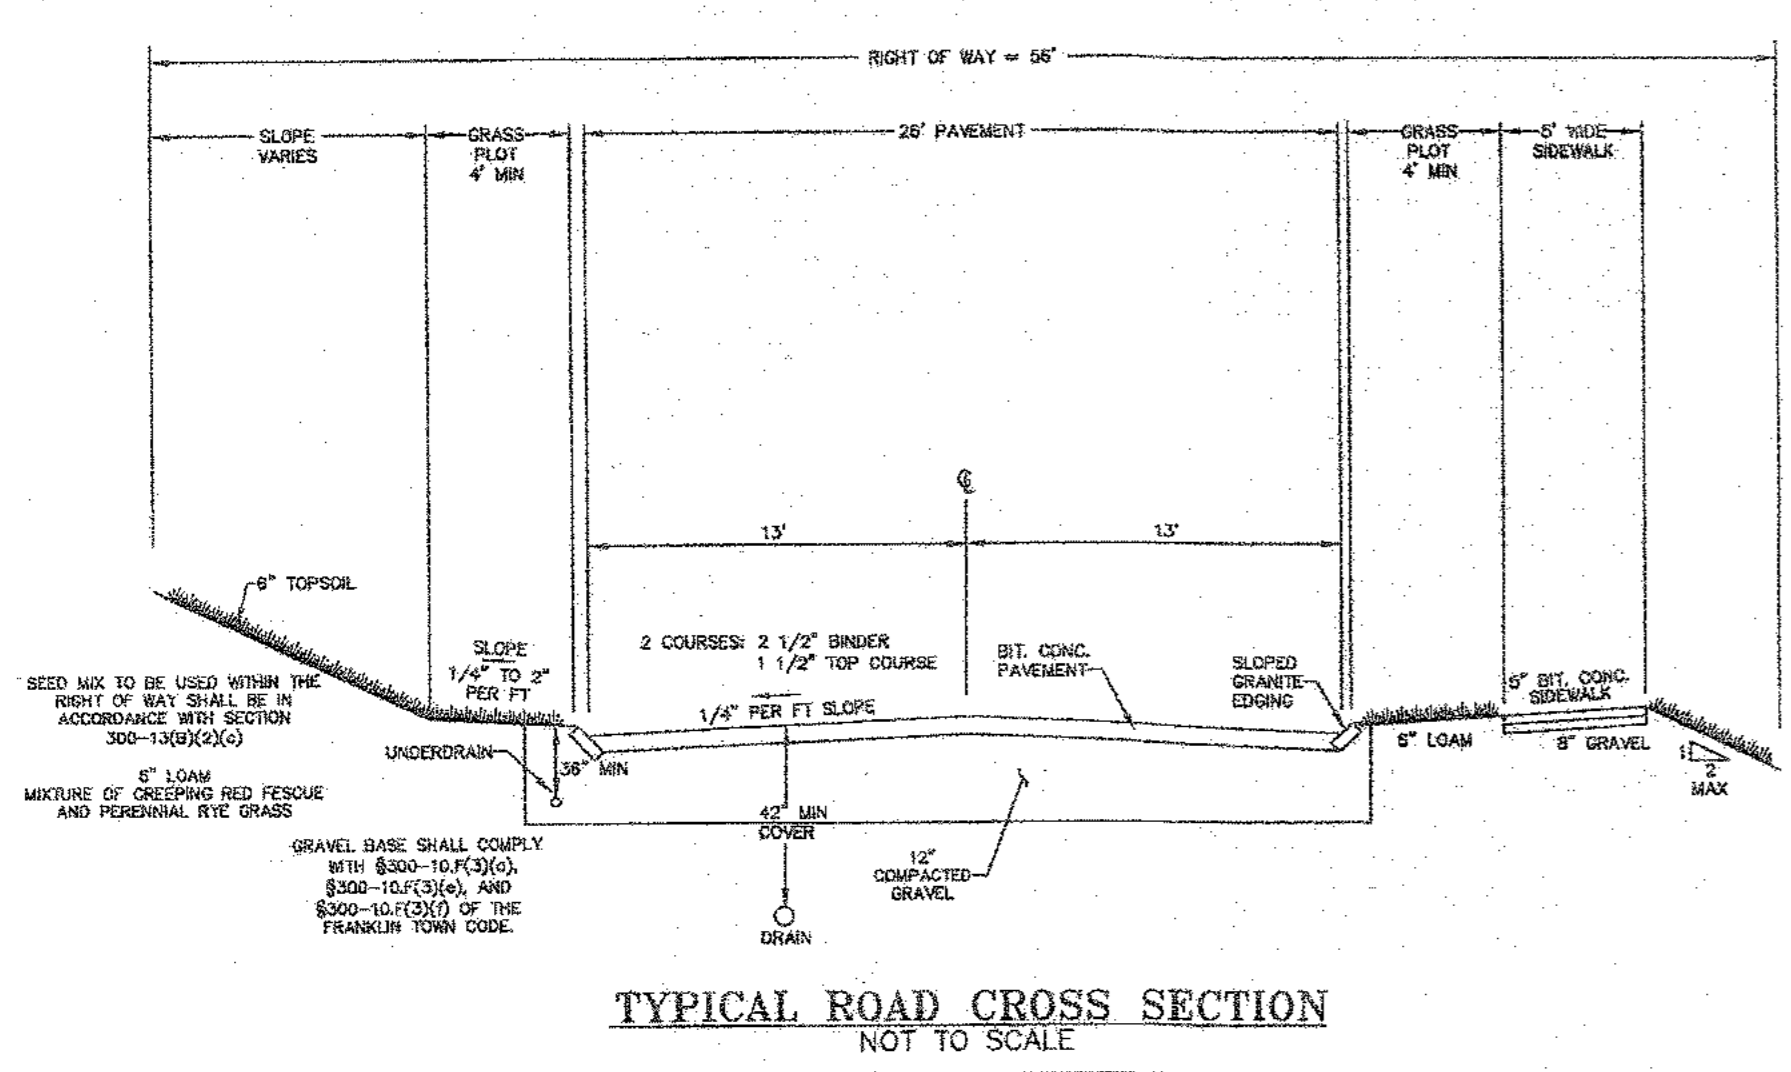 RIGHT OF WAY = 56'
SLOPE
VARIES
GRASS
PLOT
4' MIN
26' PAVEMENT
GRASS
PLOT
4' MIN
5' WIDE
SIDEWALK
℄
13'
13'
6" TOPSOIL
SLOPE
1/4" TO 2"
PER FT
2 COURSES: 2 1/2" BINDER
1 1/2" TOP COURSE
BIT. CONC.
PAVEMENT
SLOPED
GRANITE
EDGING
5" BIT. CONC.
SIDEWALK
SEED MIX TO BE USED WITHIN THE
RIGHT OF WAY SHALL BE IN
ACCORDANCE WITH SECTION
300-13(B)(2)(c)
1/4" PER FT SLOPE
6" LOAM
8" GRAVEL
1
2
MAX
UNDERDRAIN
36" MIN
6" LOAM
MIXTURE OF CREEPING RED FESCUE
AND PERENNIAL RYE GRASS
42" MIN
COVER
12"
COMPACTED
GRAVEL
GRAVEL BASE SHALL COMPLY
WITH §300-10.F(3)(d),
§300-10.F(3)(e), AND
§300-10.F(3)(f) OF THE
FRANKLIN TOWN CODE.
DRAIN
TYPICAL ROAD CROSS SECTION
NOT TO SCALE